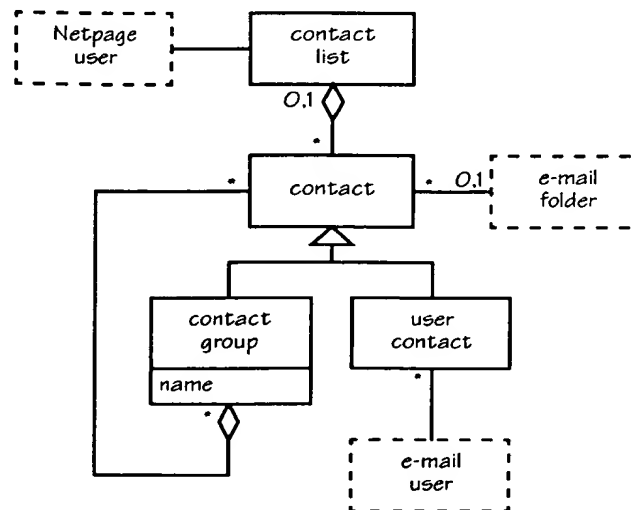 Netpage
user
contact
list
0,1
*
*
contact
*
0,1
e-mail
folder
contact
group
name
*
user
contact
*
e-mail
user